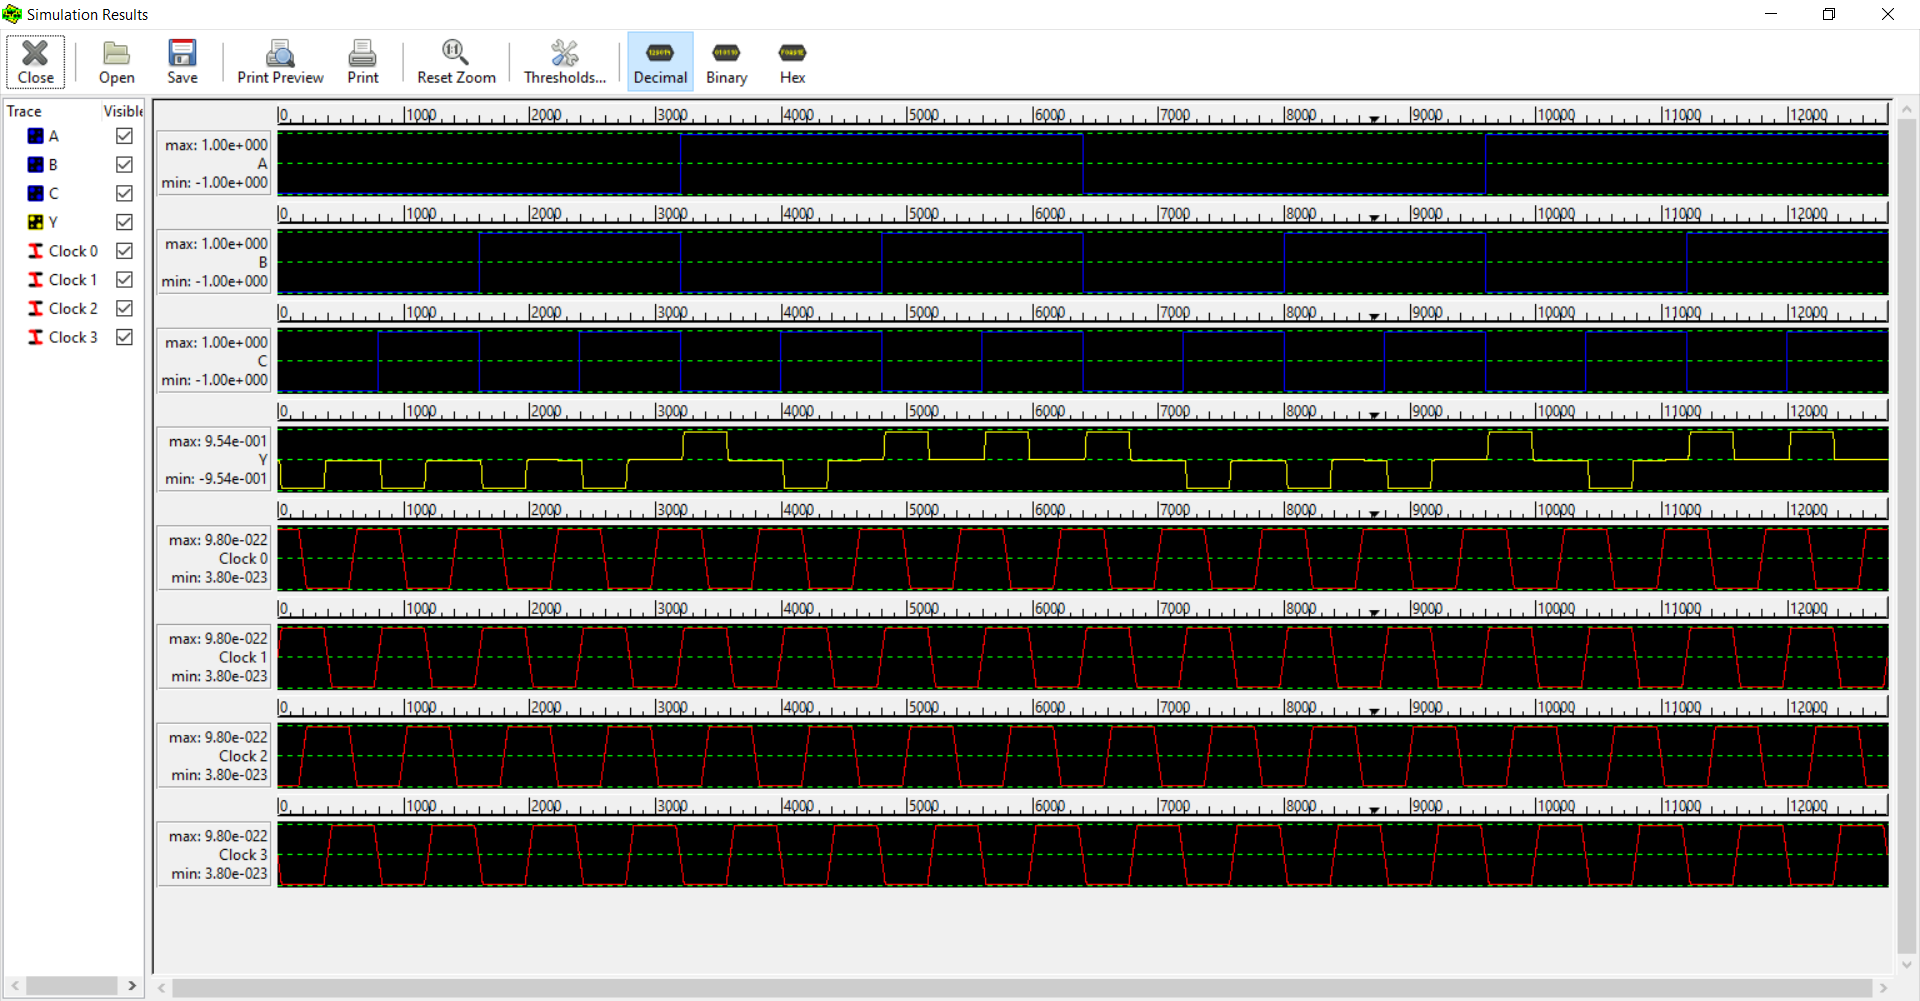 Simulation Results
Close Open Save Print Preview Print Reset Zoom Thresholds... Decimal Binary Hex
Trace Visible
A
B
C
Y
Clock 0
Clock 1
Clock 2
Clock 3
0 1000 2000 3000 4000 5000 6000 7000 8000 9000 10000 11000 12000
max: 1.00e+000
A
min: -1.00e+000
0 1000 2000 3000 4000 5000 6000 7000 8000 9000 10000 11000 12000
max: 1.00e+000
B
min: -1.00e+000
0 1000 2000 3000 4000 5000 6000 7000 8000 9000 10000 11000 12000
max: 1.00e+000
C
min: -1.00e+000
0 1000 2000 3000 4000 5000 6000 7000 8000 9000 10000 11000 12000
max: 9.54e-001
Y
min: -9.54e-001
0 1000 2000 3000 4000 5000 6000 7000 8000 9000 10000 11000 12000
max: 9.80e-022
Clock 0
min: 3.80e-023
0 1000 2000 3000 4000 5000 6000 7000 8000 9000 10000 11000 12000
max: 9.80e-022
Clock 1
min: 3.80e-023
0 1000 2000 3000 4000 5000 6000 7000 8000 9000 10000 11000 12000
max: 9.80e-022
Clock 2
min: 3.80e-023
0 1000 2000 3000 4000 5000 6000 7000 8000 9000 10000 11000 12000
max: 9.80e-022
Clock 3
min: 3.80e-023